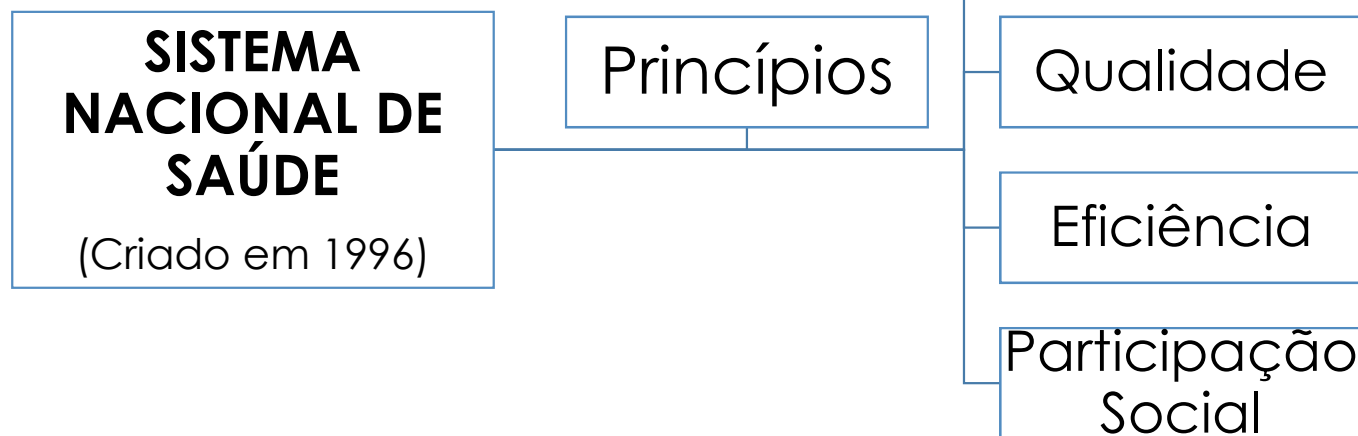 SISTEMA
NACIONAL DE
SAÚDE
(Criado em 1996)
Princípios
Qualidade
Eficiência
Participação
Social